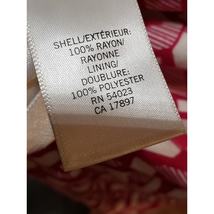 SHELL/EXTÉRIEUR:
100% RAYON/
RAYONNE
LINING/
DOUBLURE:
100% POLYESTER
RN 54023
CA 17897